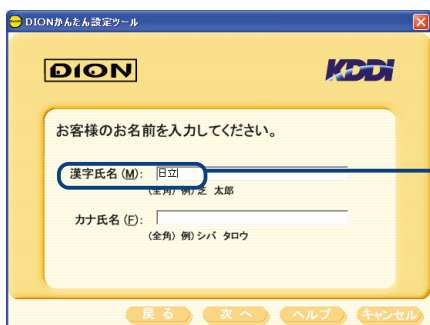 DIONかんたん設定ツール
DION
KDDI
お客様のお名前を入力してください。
漢字氏名(M): 日立
(全角) 例)芝 太郎
カナ氏名(F):
(全角) 例)シバ タロウ
戻る 次へ ヘルプ キャンセル